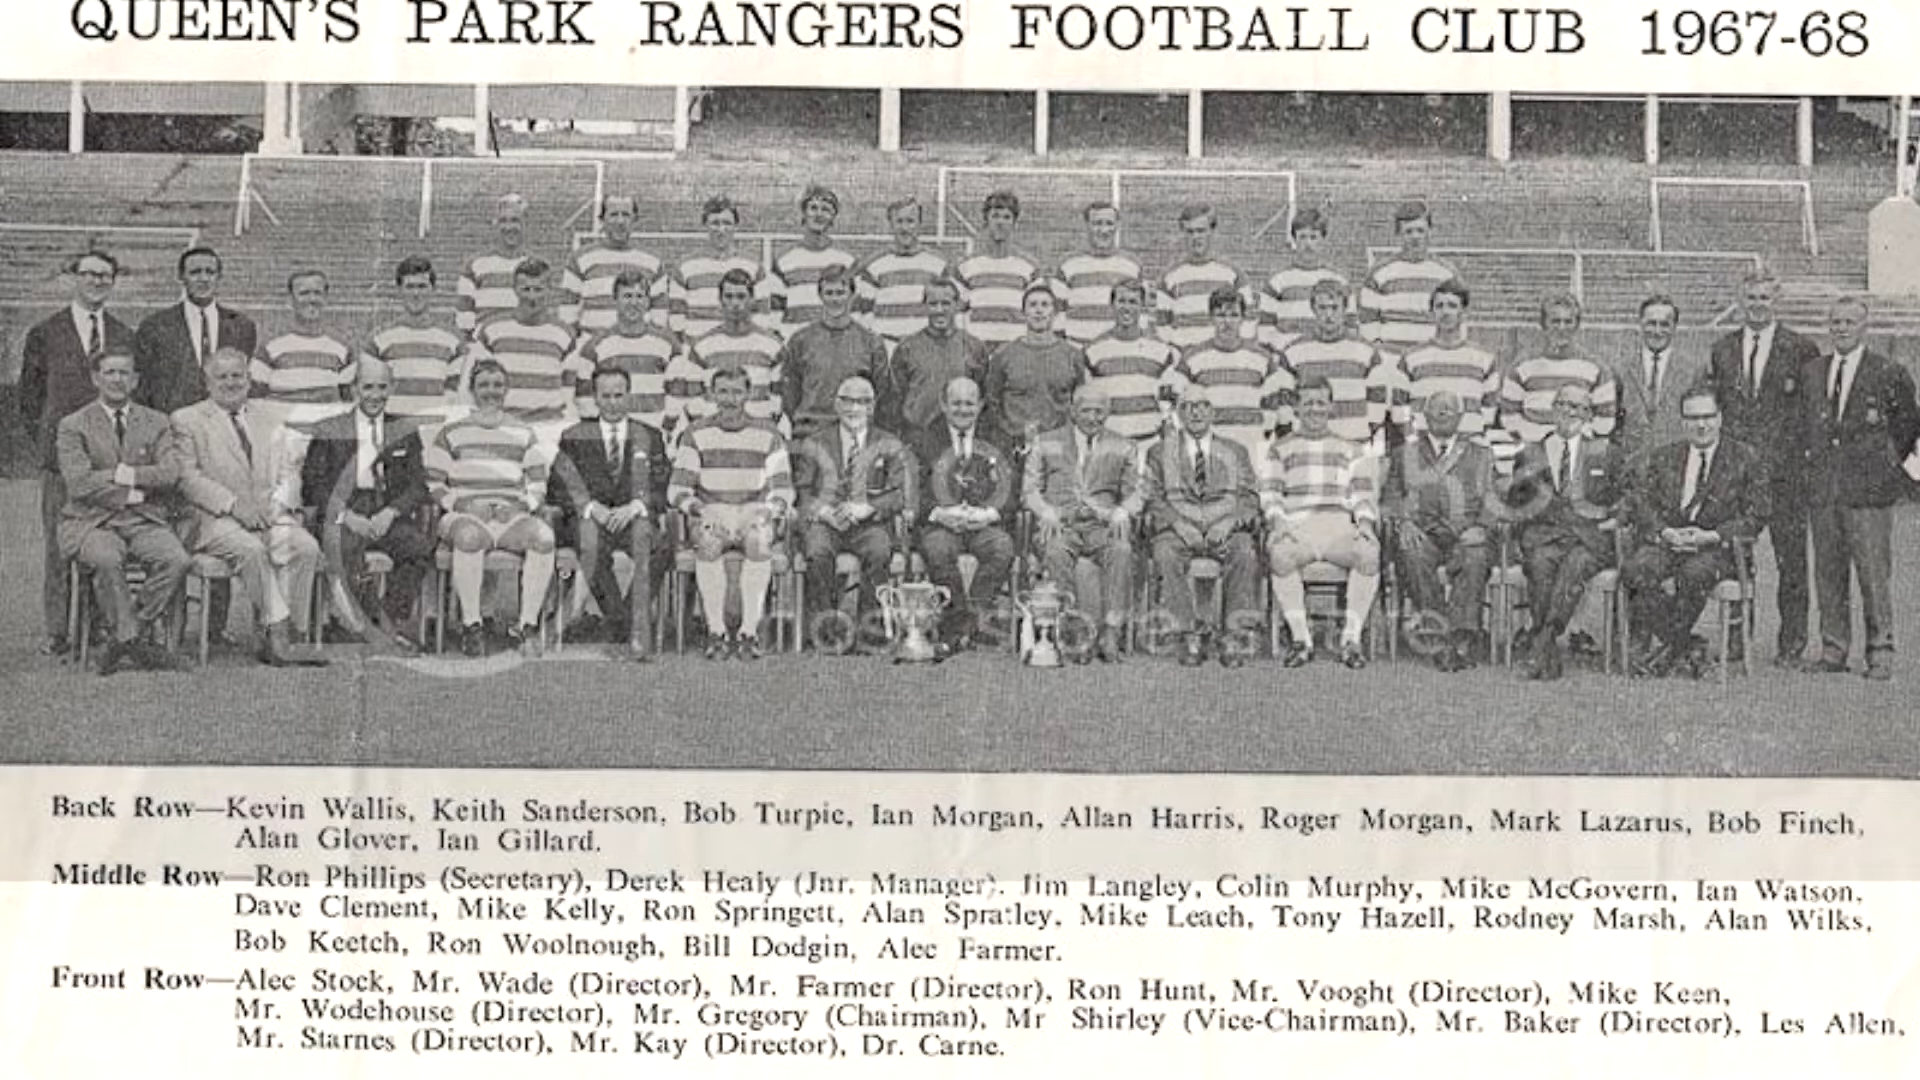 QUEEN'S PARK RANGERS FOOTBALL CLUB 1967-68
photobucket
host. store. share
Back Row—Kevin Wallis, Keith Sanderson, Bob Turpie, Ian Morgan, Allan Harris, Roger Morgan, Mark Lazarus, Bob Finch,
Alan Glover, Ian Gillard.
Middle Row—Ron Phillips (Secretary), Derek Healy (Jnr. Manager). Jim Langley, Colin Murphy, Mike McGovern, Ian Watson,
Dave Clement, Mike Kelly, Ron Springett, Alan Spratley, Mike Leach, Tony Hazell, Rodney Marsh, Alan Wilks,
Bob Keetch, Ron Woolnough, Bill Dodgin, Alec Farmer.
Front Row—Alec Stock, Mr. Wade (Director), Mr. Farmer (Director), Ron Hunt, Mr. Vooght (Director), Mike Keen,
Mr. Wodehouse (Director), Mr. Gregory (Chairman), Mr Shirley (Vice-Chairman), Mr. Baker (Director), Les Allen,
Mr. Starnes (Director), Mr. Kay (Director), Dr. Carne.